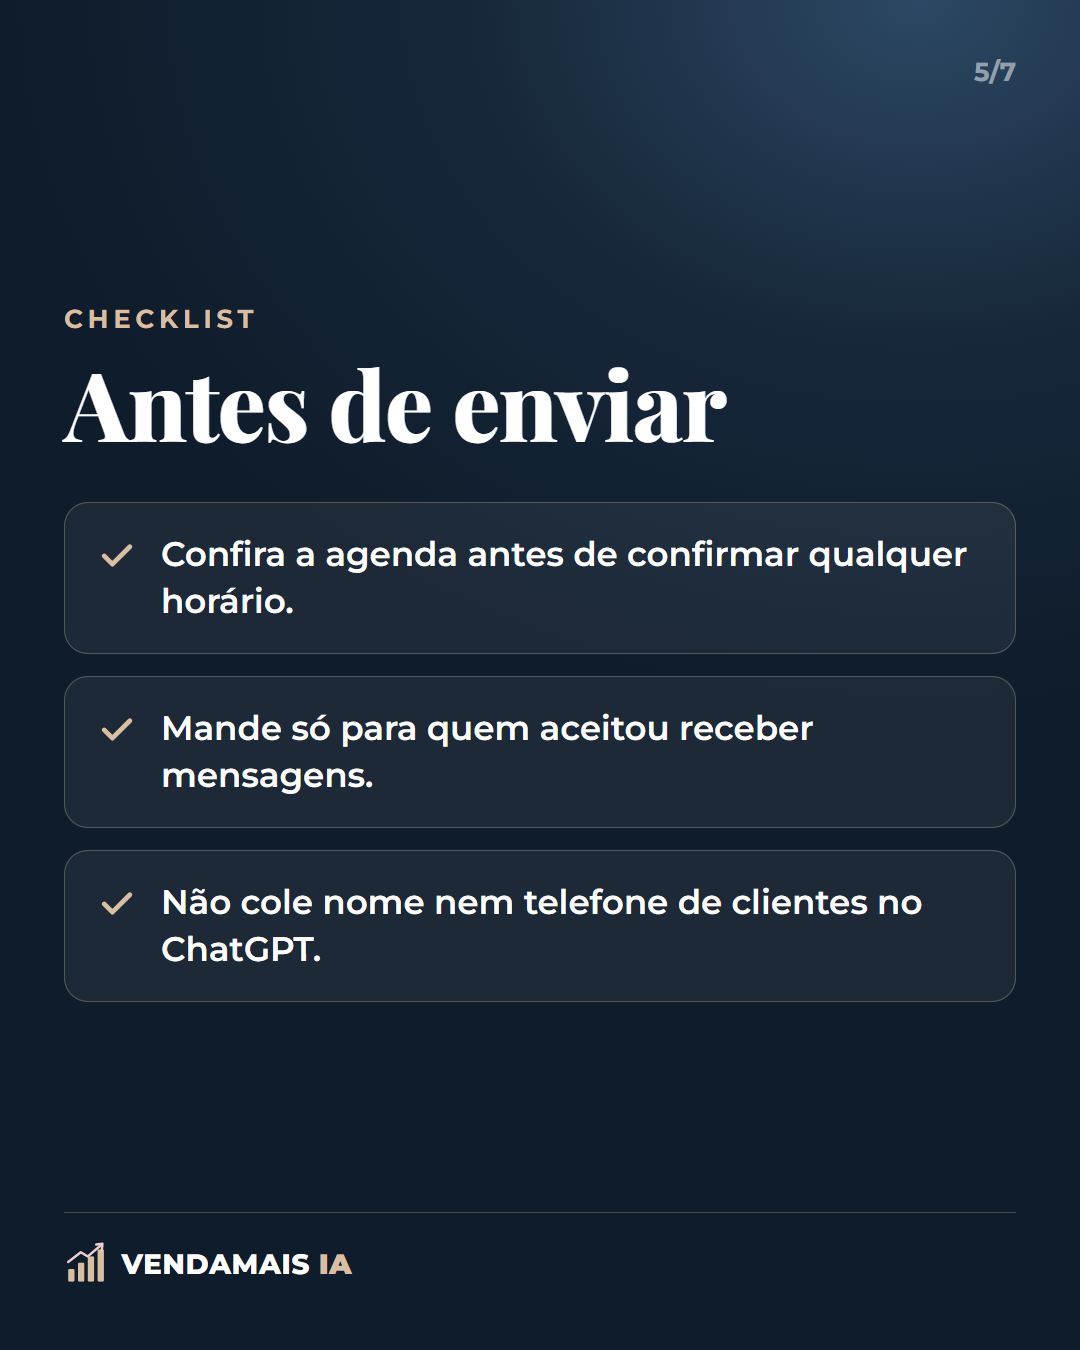 5/7
CHECKLIST
Antes de enviar
Confira a agenda antes de confirmar qualquer
horário.
Mande só para quem aceitou receber
mensagens.
Não cole nome nem telefone de clientes no
ChatGPT.
VENDAMAIS IA